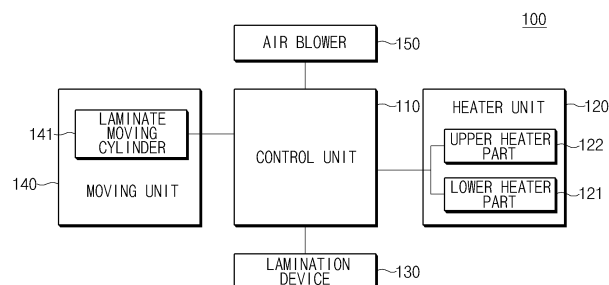 100
AIR BLOWER
150
110
HEATER UNIT
120
141
LAMINATE
MOVING
CYLINDER
UPPER HEATER
PART
122
CONTROL UNIT
140
MOVING UNIT
LOWER HEATER
PART
121
LAMINATION
DEVICE
130